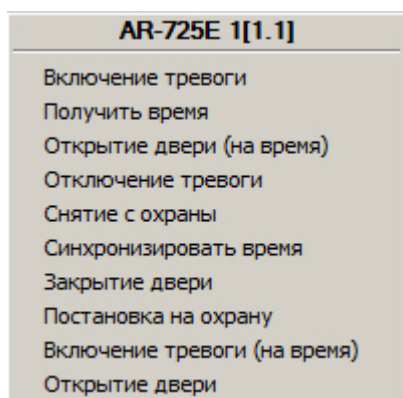 AR-725E 1[1.1]
Включение тревоги
Получить время
Открытие двери (на время)
Отключение тревоги
Снятие с охраны
Синхронизировать время
Закрытие двери
Постановка на охрану
Включение тревоги (на время)
Открытие двери